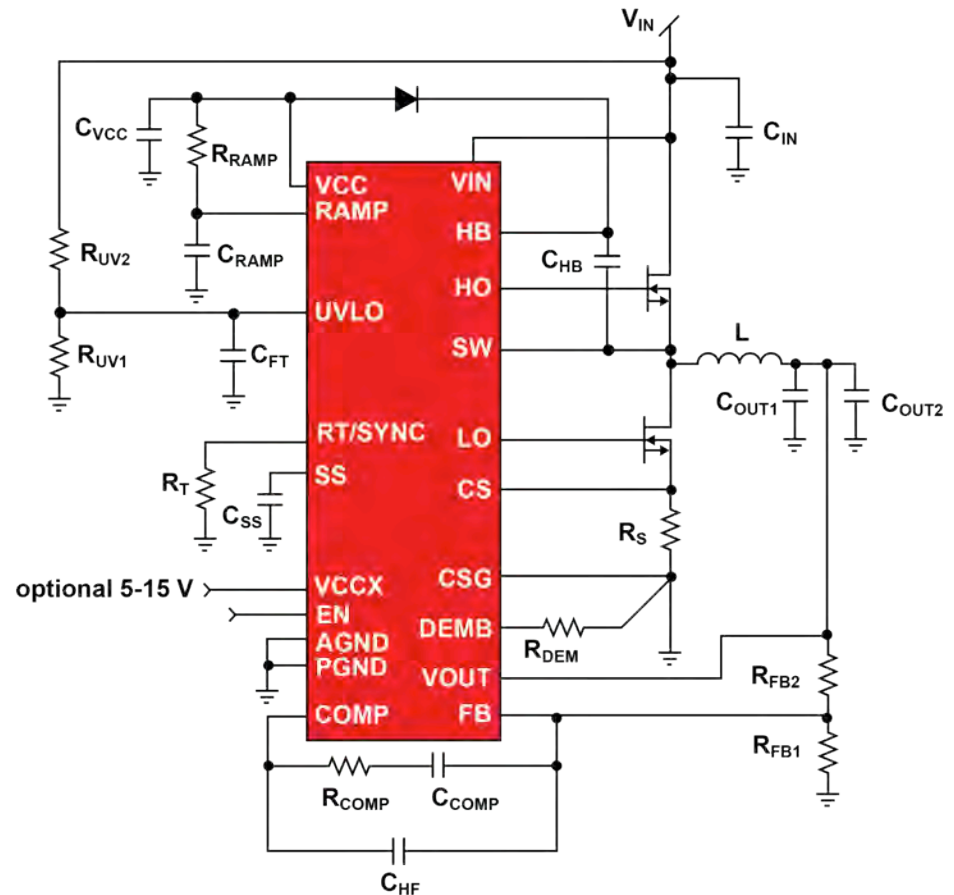 VIN
CVCC
CIN
RRAMP
VCC
VIN
RAMP
HB
RUV2
CRAMP
CHB
HO
UVLO
L
SW
RUV1
CFT
COUT1
COUT2
RT/SYNC
LO
SS
CS
RT
CSS
RS
CSG
optional 5-15 V
VCCX
EN
DEMB
AGND
RDEM
PGND
VOUT
RFB2
COMP
FB
RFB1
RCOMP
CCOMP
CHF